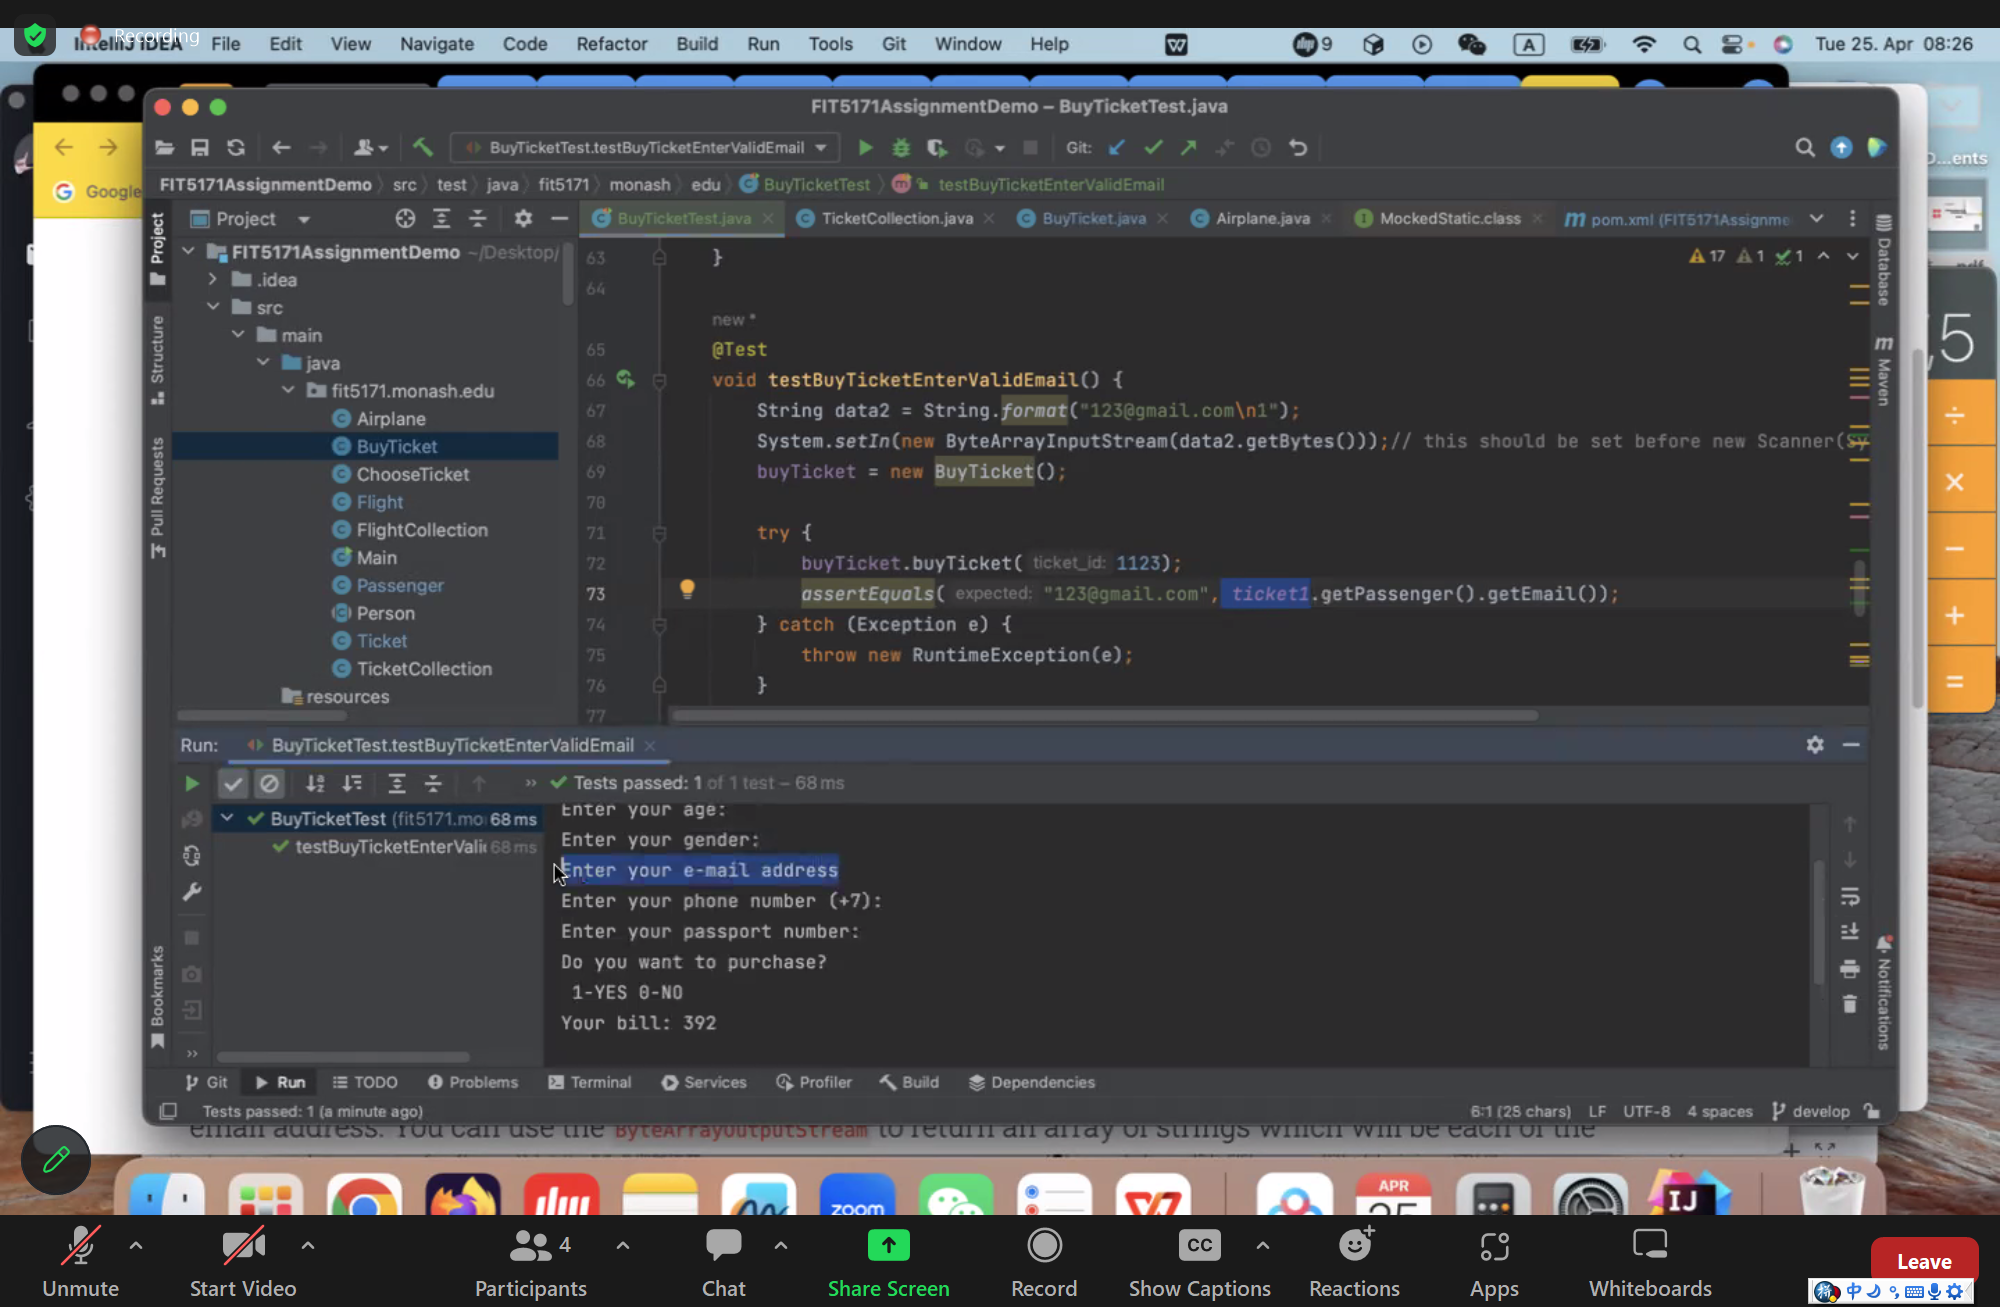 Recording
IntelliJ IDEA File Edit View Navigate Code Refactor Build Run Tools Git Window Help
9 A Tue 25. Apr 08:26
FIT5171AssignmentDemo – BuyTicketTest.java
BuyTicketTest.testBuyTicketEnterValidEmail Git:
FIT5171AssignmentDemo src test java fit5171 monash edu BuyTicketTest testBuyTicketEnterValidEmail
Google
Project
BuyTicketTest.java TicketCollection.java BuyTicket.java Airplane.java MockedStatic.class pom.xml (FIT5171Assignme
Project
Structure
Pull Requests
Bookmarks
FIT5171AssignmentDemo ~/Desktop/
.idea
src
main
java
fit5171.monash.edu
Airplane
BuyTicket
ChooseTicket
Flight
FlightCollection
Main
Passenger
Person
Ticket
TicketCollection
resources
17 1 1
63 }
64
new *
65 @Test
66 void testBuyTicketEnterValidEmail() {
67 String data2 = String.format("123@gmail.com\n1");
68 System.setIn(new ByteArrayInputStream(data2.getBytes()));// this should be set before new Scanner(Sy
69 buyTicket = new BuyTicket();
70
71 try {
72 buyTicket.buyTicket( ticket_id: 1123);
73 assertEquals( expected: "123@gmail.com", ticket1.getPassenger().getEmail());
74 } catch (Exception e) {
75 throw new RuntimeException(e);
76 }
77
Database
Maven
Notifications
...ents
5
÷
×
−
+
=
Run: BuyTicketTest.testBuyTicketEnterValidEmail
Tests passed: 1 of 1 test – 68 ms
BuyTicketTest (fit5171.mo 68 ms
testBuyTicketEnterVali 68 ms
Enter your age:
Enter your gender:
Enter your e-mail address
Enter your phone number (+7):
Enter your passport number:
Do you want to purchase?
1-YES 0-NO
Your bill: 392
Git Run TODO Problems Terminal Services Profiler Build Dependencies
Tests passed: 1 (a minute ago) 6:1 (25 chars) LF UTF-8 4 spaces develop
email address. You can use the ByteArrayOutputStream to return an array of strings which will be each of the
zoom
APR
25
IJ
4
CC
Unmute Start Video Participants Chat Share Screen Record Show Captions Reactions Apps Whiteboards Leave
中